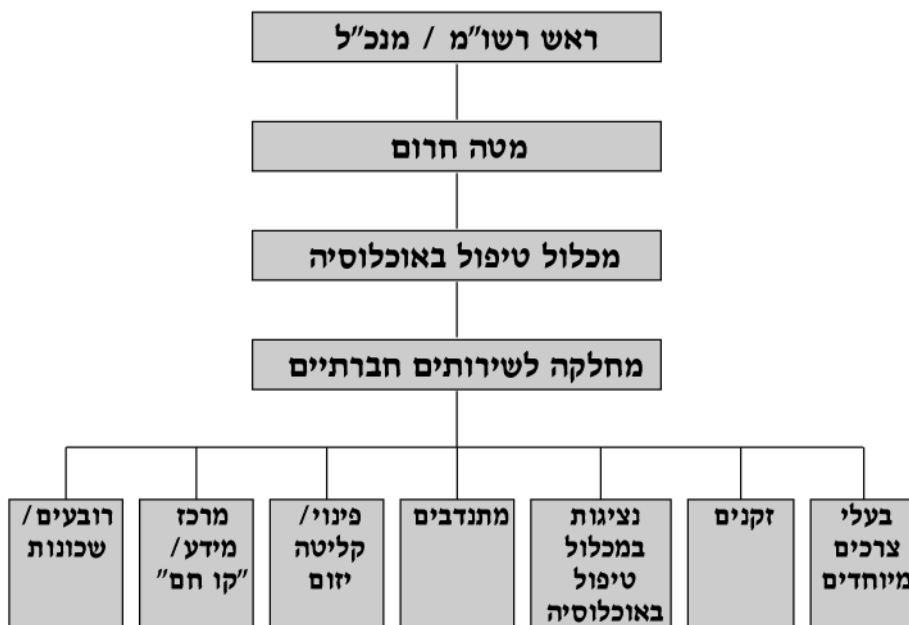 ראש רשו"מ / מנכ"ל
מטה חרום
מכלול טיפול באוכלוסיה
מחלקה לשירותים חברתיים
בעלי
צרכים
מיוחדים
זקנים
נציגות
במכלול
טיפול
באוכלוסיה
מתנדבים
פינוי/
קליטה
יזום
מרכז
מידע/
"קו חם"
רובעים/
שכונות